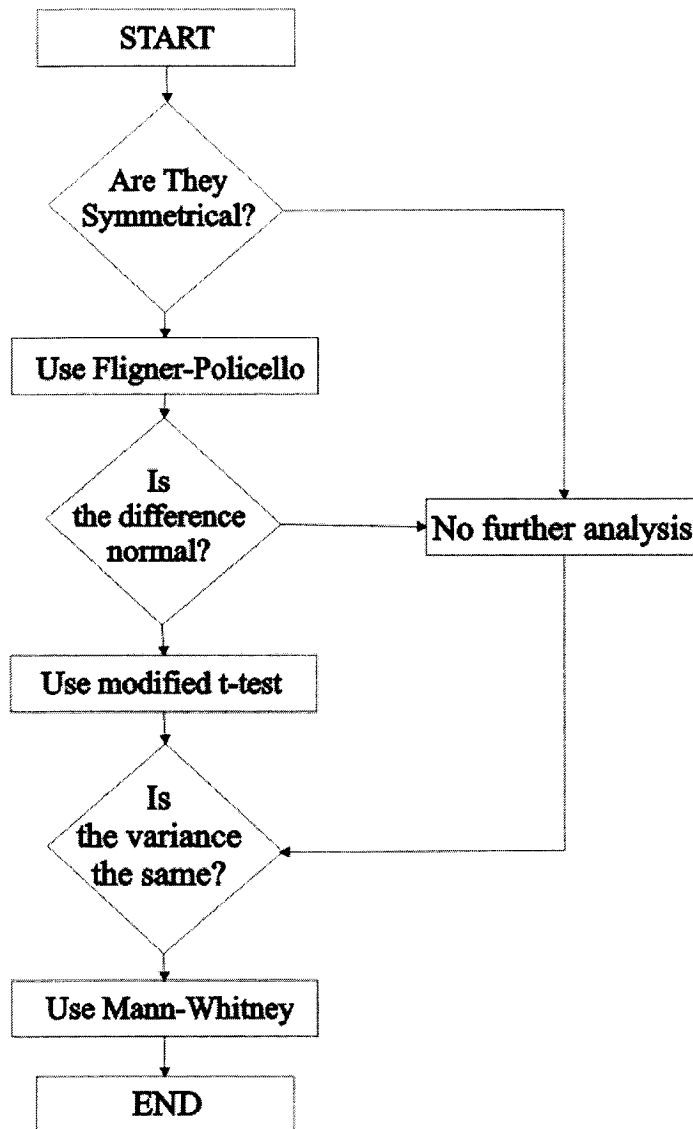 START
Are They
Symmetrical?
Use Fligner-Policello
Is
the difference
normal?
No further analysis
Use modified t-test
Is
the variance
the same?
Use Mann-Whitney
END